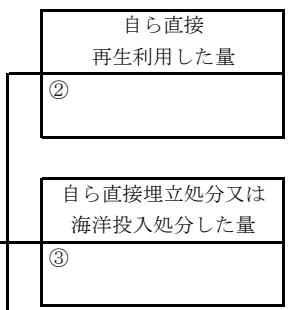 自ら直接
再生利用した量
②
自ら直接埋立処分又は
海洋投入処分した量
③